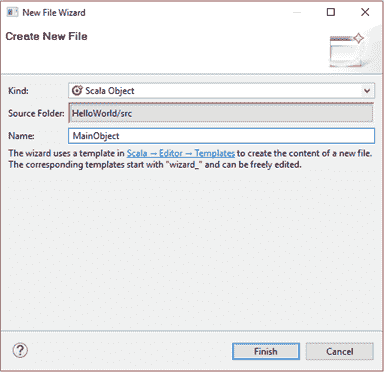 New File Wizard
Create New File
Kind:
Scala Object
Source Folder:
HelloWorld/src
Name:
MainObject
The wizard uses a template in Scala → Editor → Templates to create the content of a new file.
The corresponding templates start with "wizard_" and can be freely edited.
?
Finish
Cancel